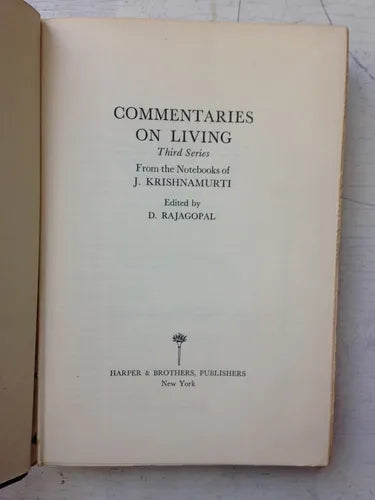 COMMENTARIES
ON LIVING
Third Series
From the Notebooks of
J. KRISHNAMURTI
Edited by
D. RAJAGOPAL
HARPER & BROTHERS, PUBLISHERS
New York